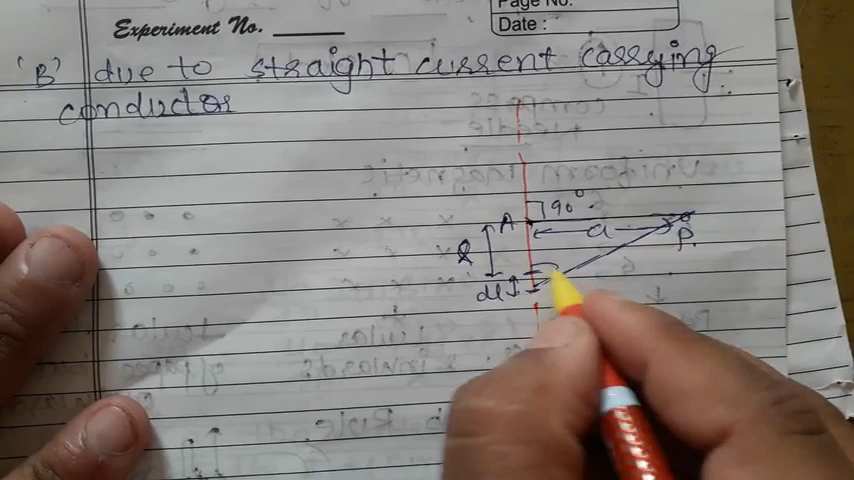 Page No.
Date :
Experiment No.
'B' due to straight current carrying
conductor
90°
A
a
P.
l
dl